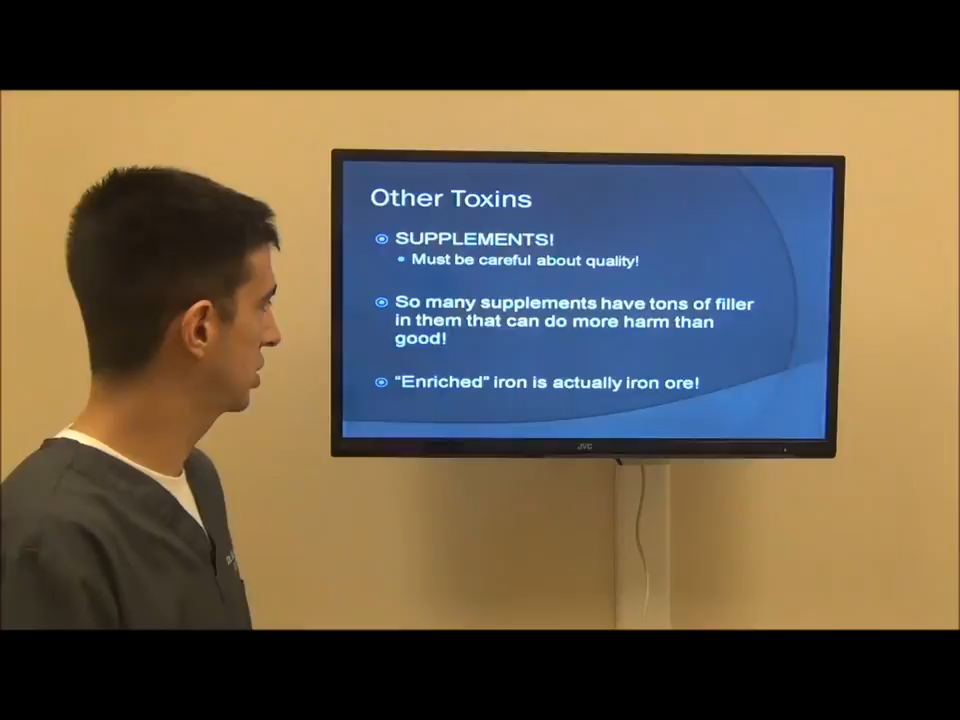 Other Toxins
SUPPLEMENTS!
Must be careful about quality!
So many supplements have tons of filler
in them that can do more harm than
good!
“Enriched” iron is actually iron ore!
JVC